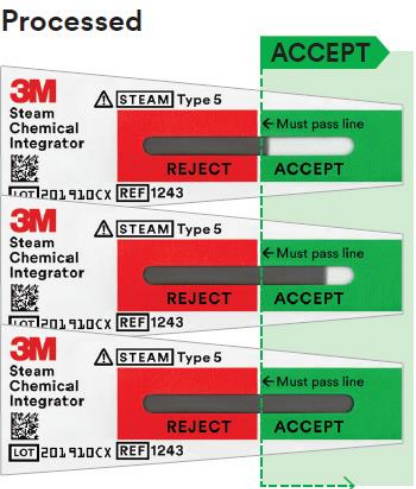 Processed
ACCEPT
3M
Steam
Chemical
Integrator
STEAM Type 5
← Must pass line
REJECT
ACCEPT
LOT 201910CX REF 1243
3M
Steam
Chemical
Integrator
STEAM Type 5
← Must pass line
REJECT
ACCEPT
LOT 201910CX REF 1243
3M
Steam
Chemical
Integrator
STEAM Type 5
← Must pass line
REJECT
ACCEPT
LOT 201910CX REF 1243